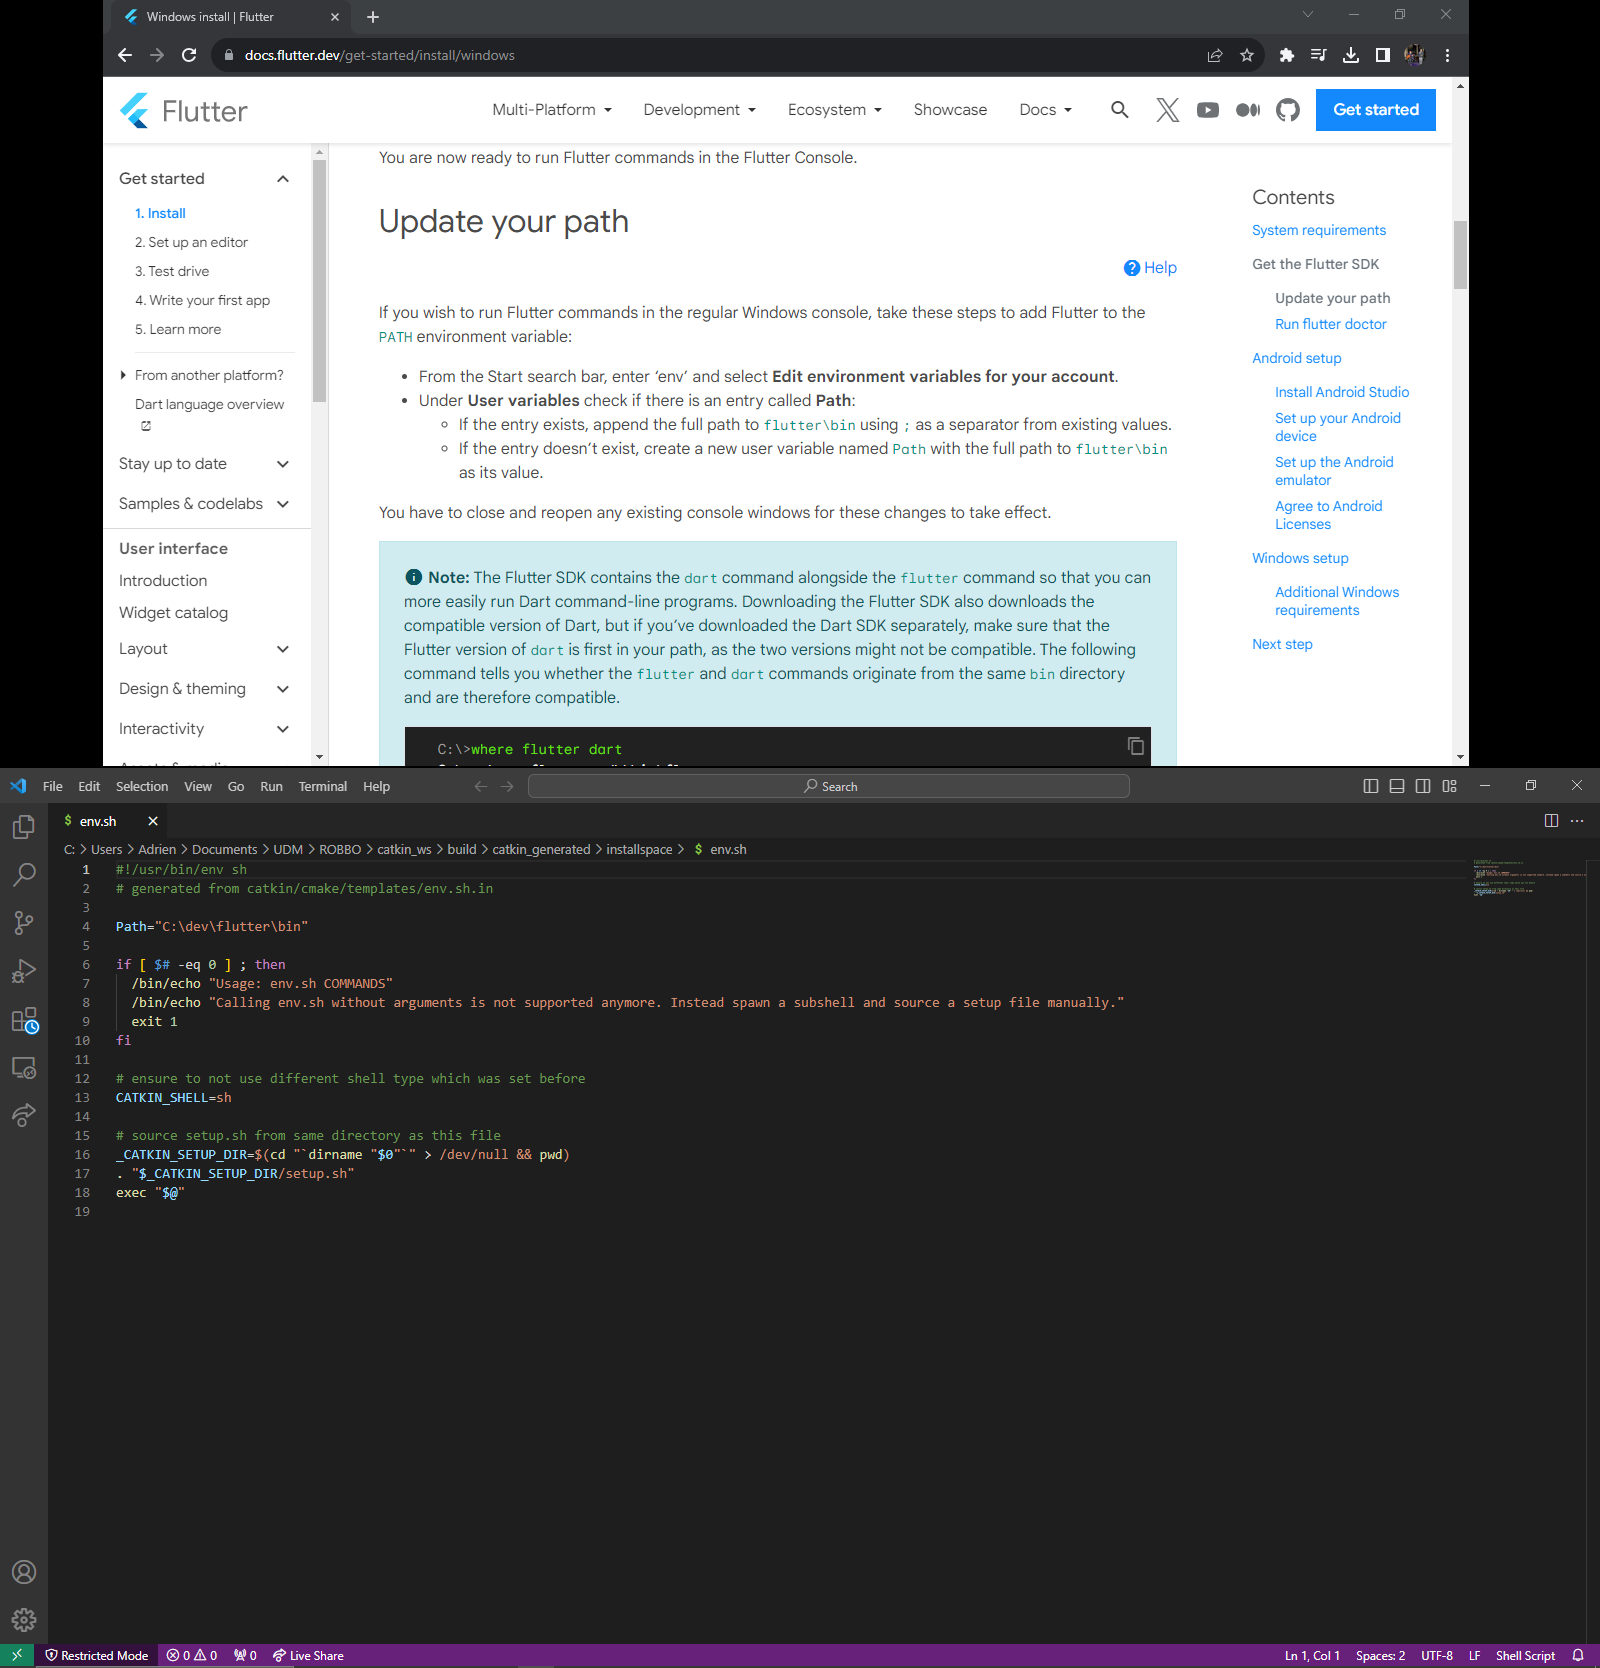 Windows install | Flutter
docs.flutter.dev/get-started/install/windows
Flutter
Multi-Platform
Development
Ecosystem
Showcase
Docs
Get started
Get started
1. Install
2. Set up an editor
3. Test drive
4. Write your first app
5. Learn more
From another platform?
Dart language overview
Stay up to date
Samples & codelabs
User interface
Introduction
Widget catalog
Layout
Design & theming
Interactivity
You are now ready to run Flutter commands in the Flutter Console.
Update your path
Help
If you wish to run Flutter commands in the regular Windows console, take these steps to add Flutter to the
PATH environment variable:
• From the Start search bar, enter ‘env’ and select Edit environment variables for your account.
• Under User variables check if there is an entry called Path:
◦ If the entry exists, append the full path to flutter\bin using ; as a separator from existing values.
◦ If the entry doesn’t exist, create a new user variable named Path with the full path to flutter\bin
as its value.
You have to close and reopen any existing console windows for these changes to take effect.
Note: The Flutter SDK contains the dart command alongside the flutter command so that you can
more easily run Dart command-line programs. Downloading the Flutter SDK also downloads the
compatible version of Dart, but if you’ve downloaded the Dart SDK separately, make sure that the
Flutter version of dart is first in your path, as the two versions might not be compatible. The following
command tells you whether the flutter and dart commands originate from the same bin directory
and are therefore compatible.
C:\>where flutter dart
Contents
System requirements
Get the Flutter SDK
Update your path
Run flutter doctor
Android setup
Install Android Studio
Set up your Android
device
Set up the Android
emulator
Agree to Android
Licenses
Windows setup
Additional Windows
requirements
Next step
File Edit Selection View Go Run Terminal Help
Search
$ env.sh
C: > Users > Adrien > Documents > UDM > ROBBO > catkin_ws > build > catkin_generated > installspace > $ env.sh
1 #!/usr/bin/env sh
2 # generated from catkin/cmake/templates/env.sh.in
3
4 Path="C:\dev\flutter\bin"
5
6 if [ $# -eq 0 ] ; then
7 /bin/echo "Usage: env.sh COMMANDS"
8 /bin/echo "Calling env.sh without arguments is not supported anymore. Instead spawn a subshell and source a setup file manually."
9 exit 1
10 fi
11
12 # ensure to not use different shell type which was set before
13 CATKIN_SHELL=sh
14
15 # source setup.sh from same directory as this file
16 _CATKIN_SETUP_DIR=$(cd "`dirname "$0"`" > /dev/null && pwd)
17 . "$_CATKIN_SETUP_DIR/setup.sh"
18 exec "$@"
19
Restricted Mode 0 0 0 Live Share
Ln 1, Col 1 Spaces: 2 UTF-8 LF Shell Script